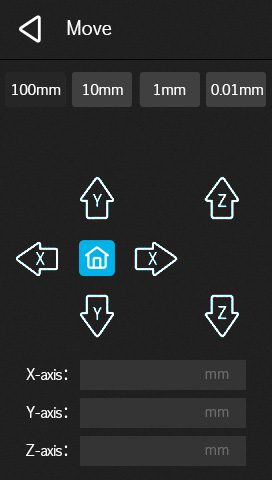 Move
100mm 10mm 1mm 0.01mm
Y Z
X X
Y Z
X-axis: mm
Y-axis: mm
Z-axis: mm